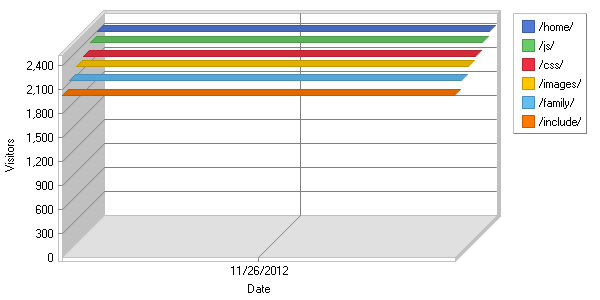 Visitors
2,400
2,100
1,800
1,500
1,200
900
600
300
0
11/26/2012
Date
/home/
/js/
/css/
/images/
/family/
/include/